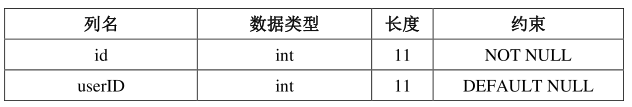 列名 数据类型 长度 约束
id int 11 NOT NULL
userID int 11 DEFAULT NULL